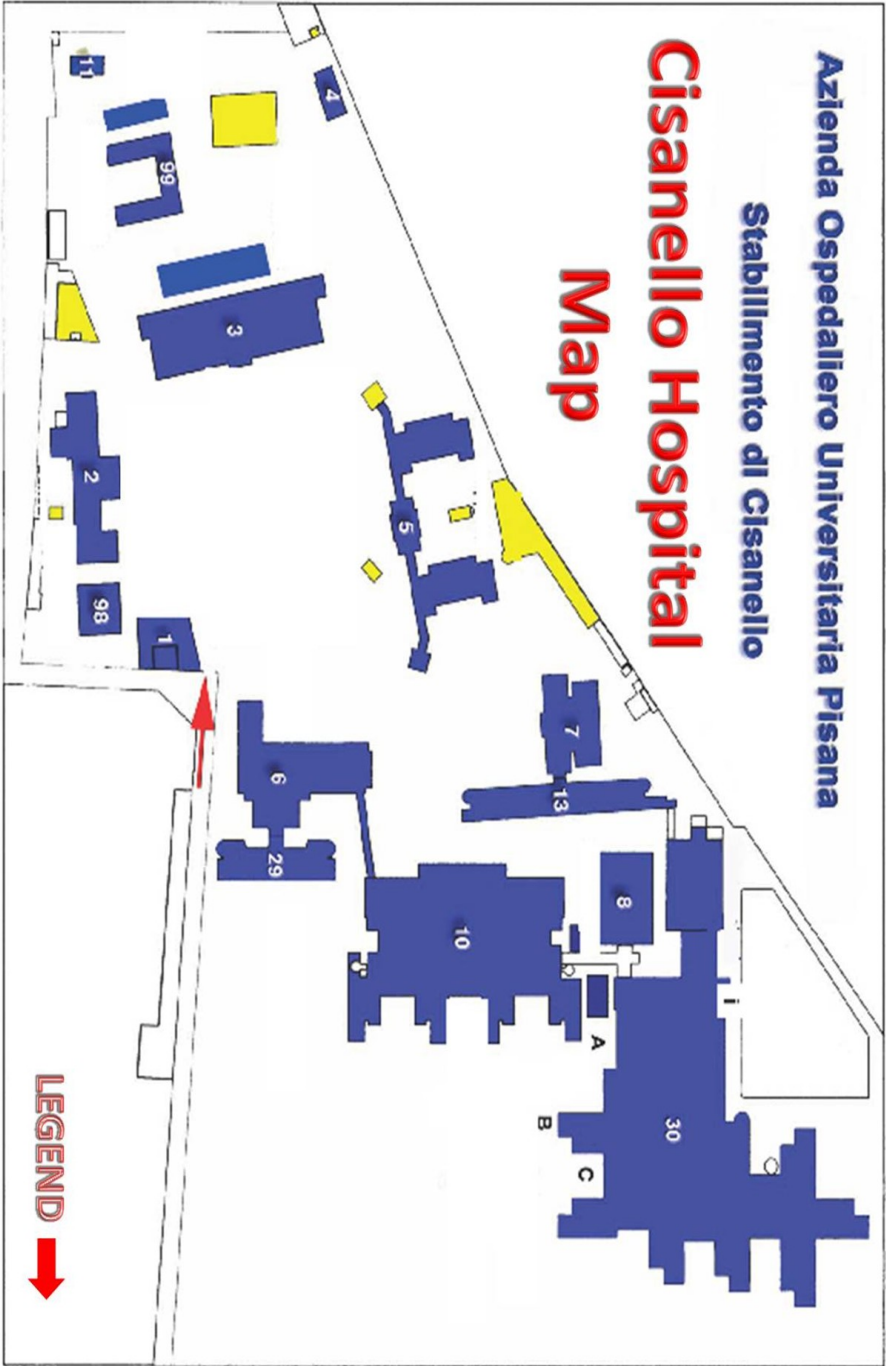 Azienda Ospedaliero Universitaria Pisana
Stabilimento di Cisanello
Cisanello Hospital
Map
i
30
8
A
C
7
13
B
10
5
4
6
29
3
99
1
98
2
11
LEGEND